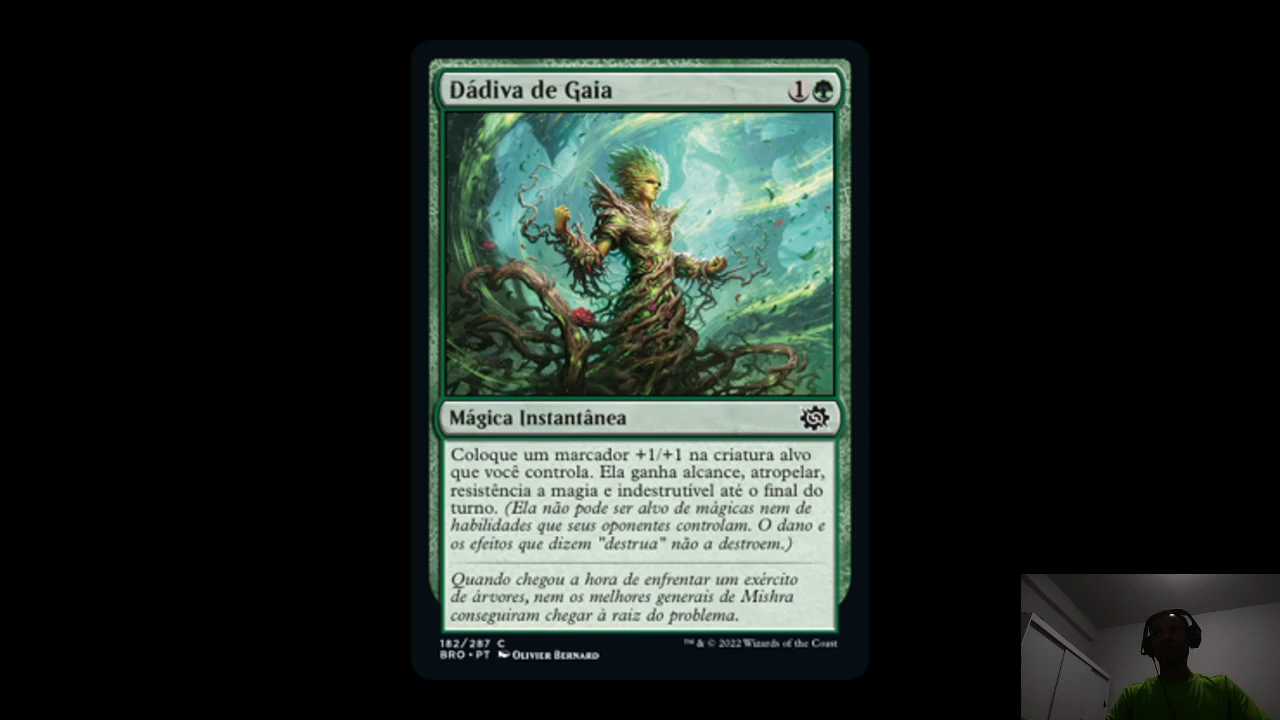 Dádiva de Gaia
1
Mágica Instantânea
Coloque um marcador +1/+1 na criatura alvo
que você controla. Ela ganha alcance, atropelar,
resistência a magia e indestrutível até o final do
turno. (Ela não pode ser alvo de mágicas nem de
habilidades que seus oponentes controlam. O dano e
os efeitos que dizem "destrua" não a destroem.)
Quando chegou a hora de enfrentar um exército
de árvores, nem os melhores generais de Mishra
conseguiram chegar à raiz do problema.
182/287 C
BRO • PT Olivier Bernard
™ & © 2022 Wizards of the Coast